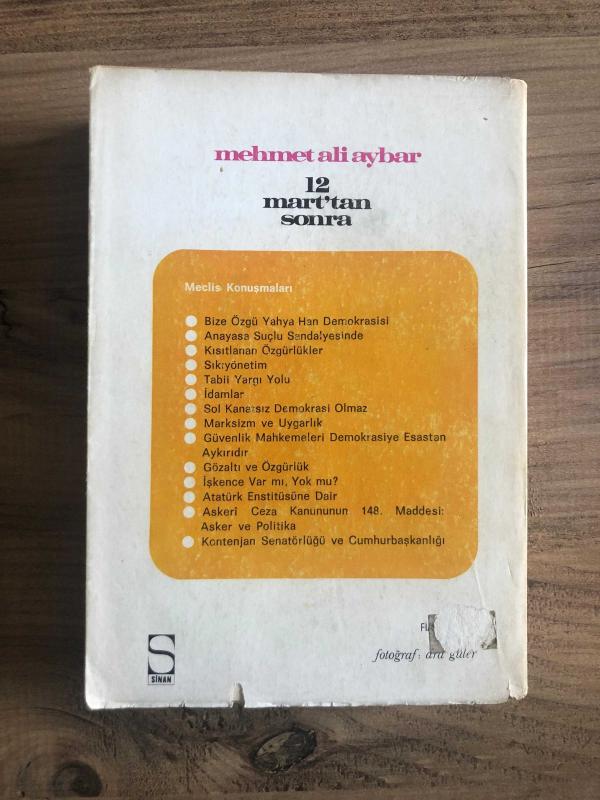 mehmet ali aybar
12
mart'tan
sonra
Meclis Konuşmaları
Bize Özgü Yahya Han Demokrasisi
Anayasa Suçlu Sandalyesinde
Kısıtlanan Özgürlükler
Sıkıyönetim
Tabii Yargı Yolu
İdamlar
Sol Kanatsız Demokrasi Olmaz
Marksizm ve Uygarlık
Güvenlik Mahkemeleri Demokrasiye Esastan
Aykırıdır
Gözaltı ve Özgürlük
İşkence Var mı, Yok mu?
Atatürk Enstitüsüne Dair
Askerî Ceza Kanununun 148. Maddesi:
Asker ve Politika
Kontenjan Senatörlüğü ve Cumhurbaşkanlığı
fotoğraf: ara güler
S
SİNAN